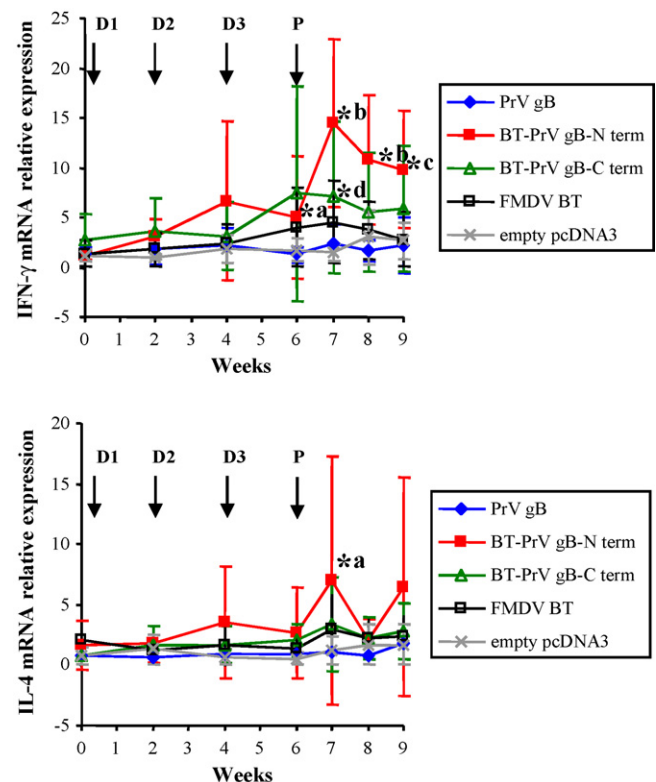 D1 D2 D3 P
25
20
15
10
5
0
-5
IFN-γ mRNA relative expression
*b
*b
*c
*d
*a
0 1 2 3 4 5 6 7 8 9
Weeks
PrV gB
BT-PrV gB-N term
BT-PrV gB-C term
FMDV BT
empty pcDNA3
D1 D2 D3 P
20
15
10
5
0
-5
IL-4 mRNA relative expression
*a
0 1 2 3 4 5 6 7 8 9
Weeks
PrV gB
BT-PrV gB-N term
BT-PrV gB-C term
FMDV BT
empty pcDNA3